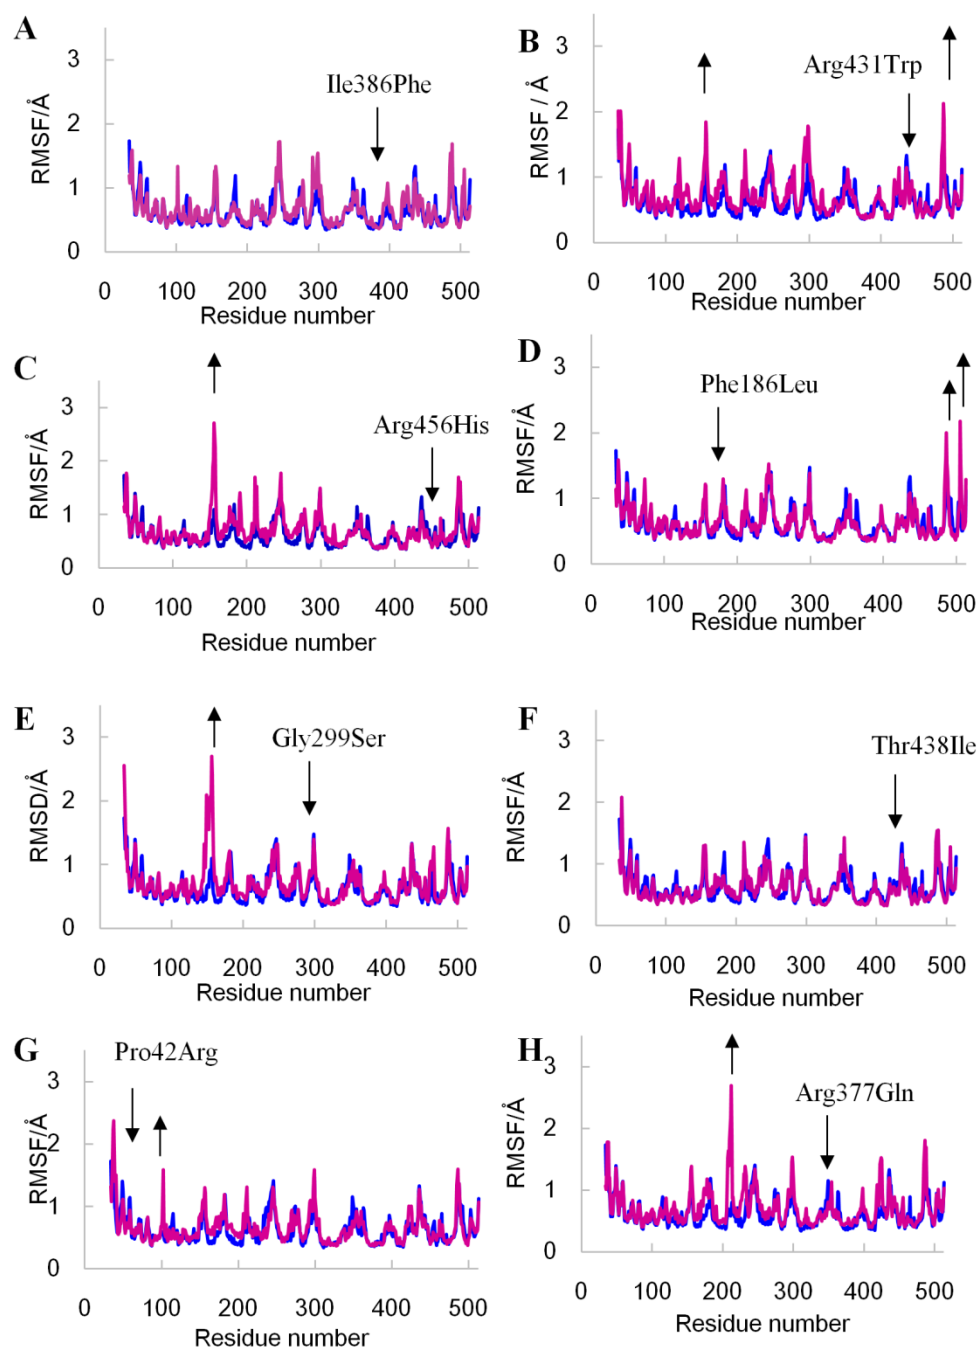 A
RMSF/Å
3
2
1
0
Ile386Phe
0 100 200 300 400 500
Residue number
B
RMSF / Å
3
2
1
0
Arg431Trp
0 100 200 300 400 500
Residue number
C
RMSF/Å
3
2
1
0
Arg456His
0 100 200 300 400 500
Residue number
D
RMSF/Å
3
2
1
0
Phe186Leu
0 100 200 300 400 500
Residue number
E
RMSD/Å
3
2
1
0
Gly299Ser
0 100 200 300 400 500
Residue number
F
RMSF/Å
3
2
1
0
Thr438Ile
0 100 200 300 400 500
Residue number
G
RMSF/Å
3
2
1
0
Pro42Arg
0 100 200 300 400 500
Residue number
H
RMSF/Å
3
2
1
0
Arg377Gln
0 100 200 300 400 500
Residue number